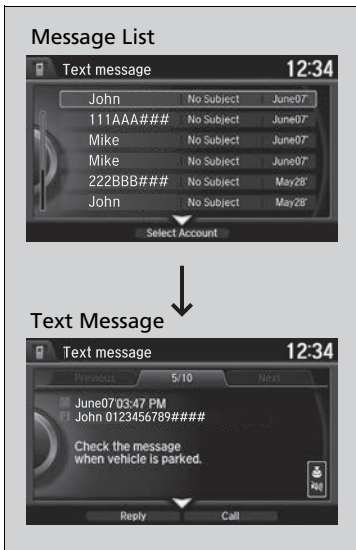 Message List
Text message 12:34
John No Subject June07'
111AAA### No Subject June07'
Mike No Subject June07'
Mike No Subject June07'
222BBB### No Subject May28'
John No Subject May28'
Select Account
Text Message
Text message 12:34
Previous 5/10 Next
June07'03:47 PM
John 0123456789####
Check the message
when vehicle is parked.
Reply Call